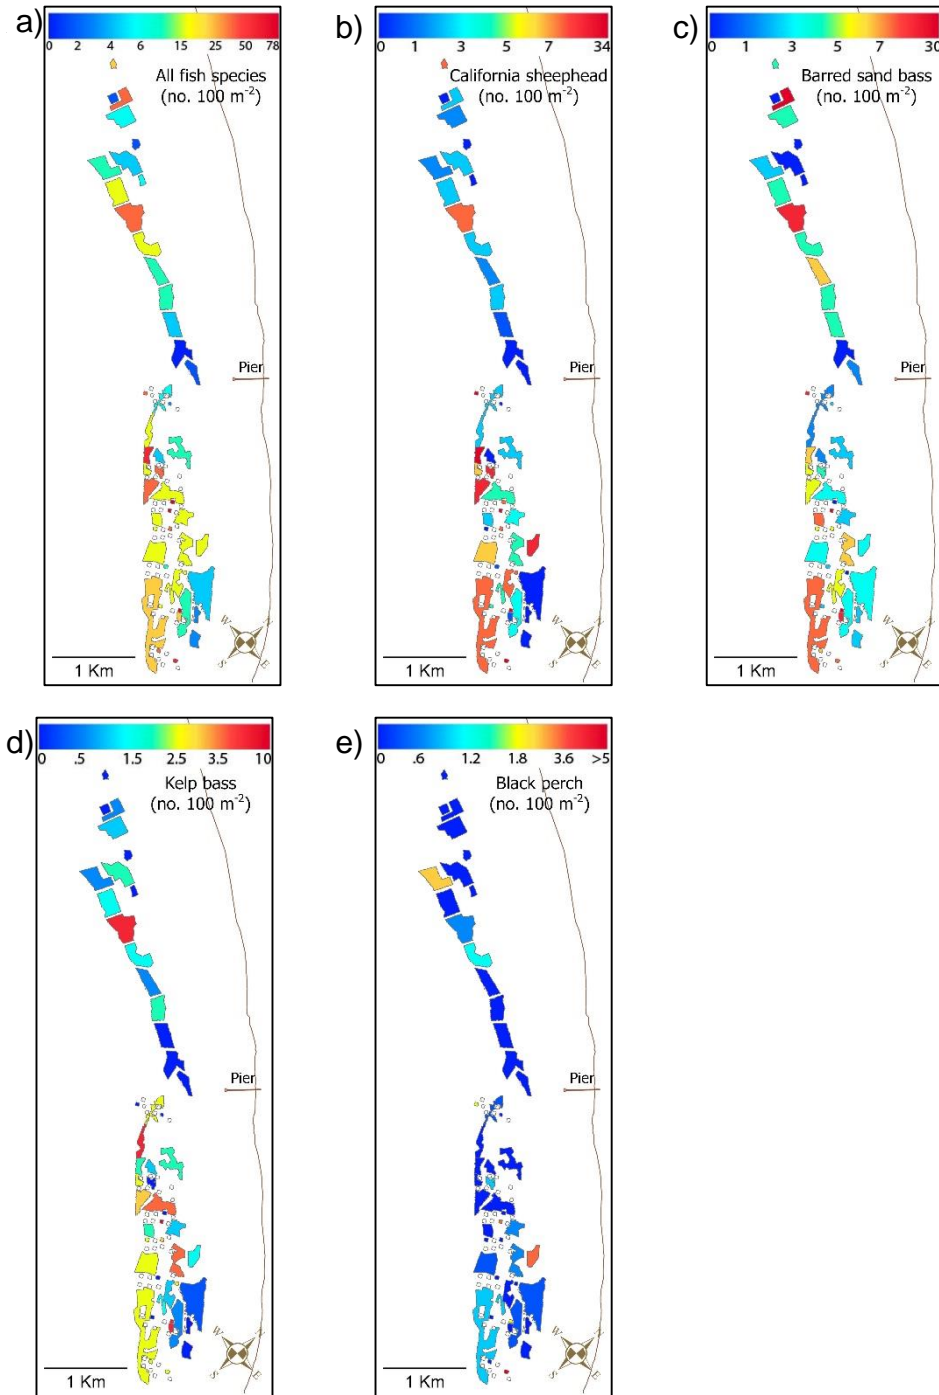 a)
0 2 4 6 15 25 50 78
All fish species
(no. 100 m⁻²)
Pier
1 Km
W N
S E
b)
0 1 3 5 7 34
California sheephead
(no. 100 m⁻²)
Pier
1 Km
W N
S E
c)
0 1 3 5 7 30
Barred sand bass
(no. 100 m⁻²)
Pier
1 Km
W N
S E
d)
0 .5 1.5 2.5 3.5 10
Kelp bass
(no. 100 m⁻²)
Pier
1 Km
W N
S E
e)
0 .6 1.2 1.8 3.6 >5
Black perch
(no. 100 m⁻²)
Pier
1 Km
W N
S E